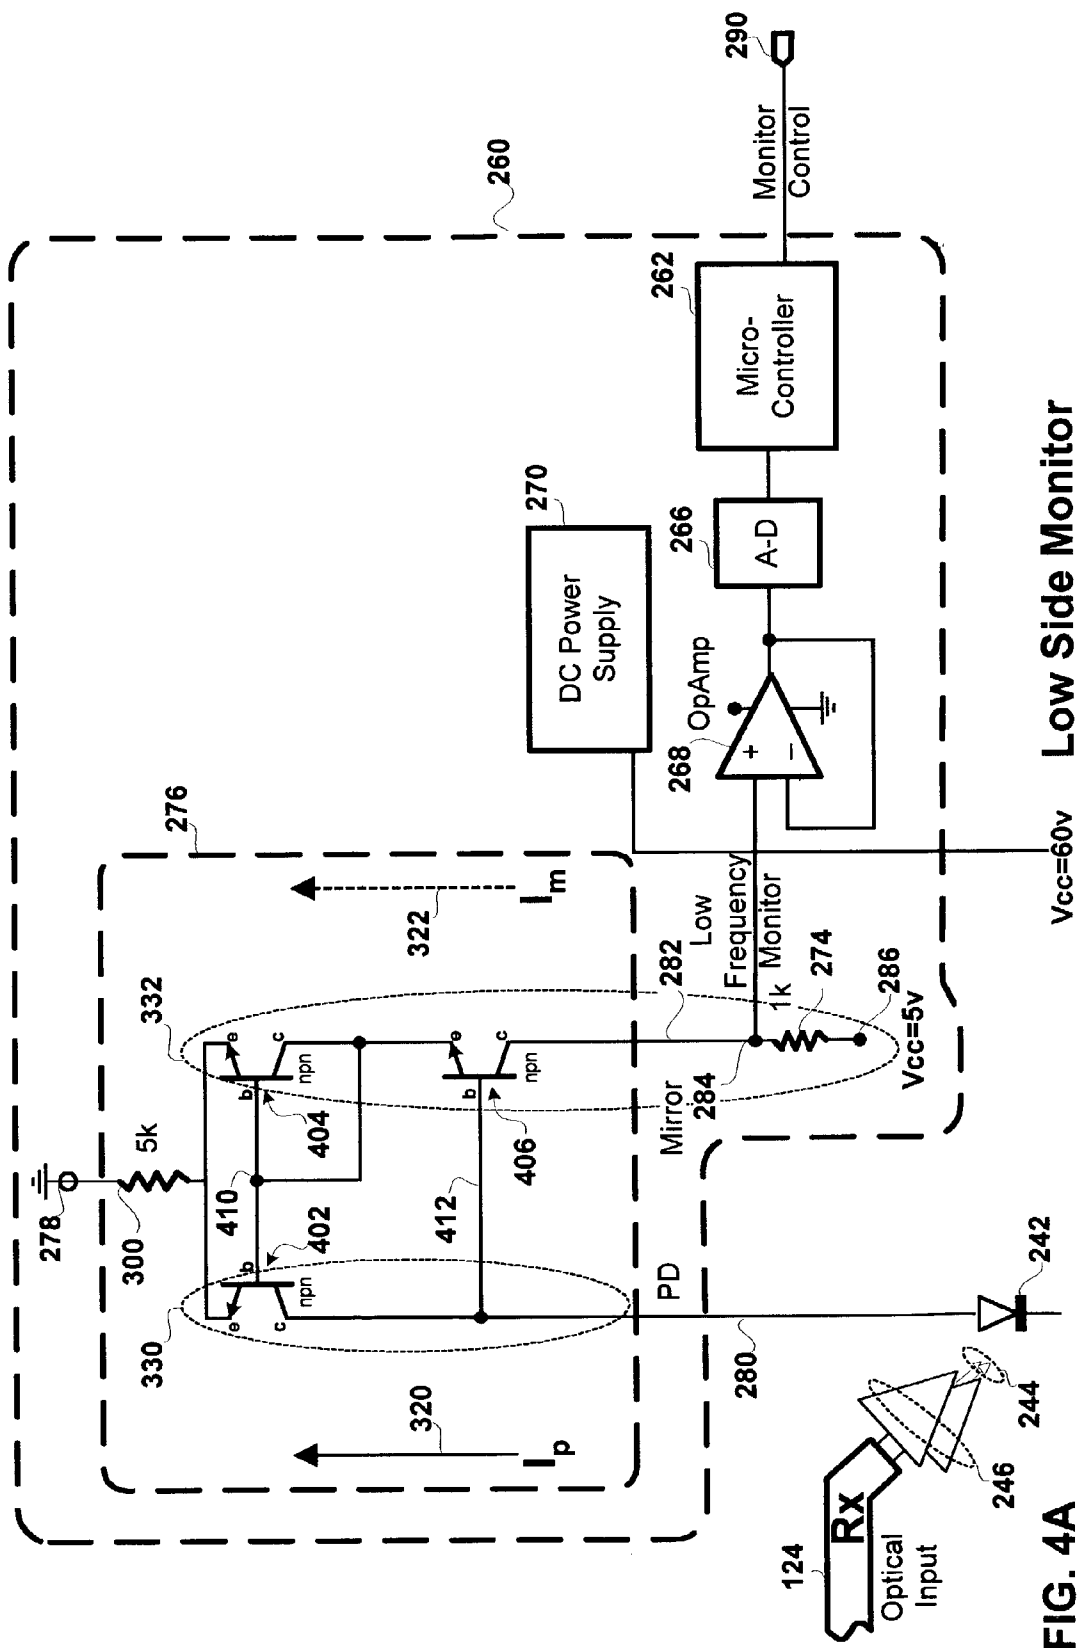 260
276
332
322
I_m
278
300
5k
e
b
c
npn
404
410
402
b
e
c
npn
330
e
b
c
npn
406
412
320
I_p
270
DC Power
Supply
262
Micro-
Controller
266
A-D
OpAmp
268
+
−
Monitor
Control
290
282
Low
Frequency
Monitor
Mirror
284
1k
274
286
Vcc=5v
PD
280
242
244
246
124
Rx
Optical
Input
Vcc=60v
Low Side Monitor
FIG. 4A